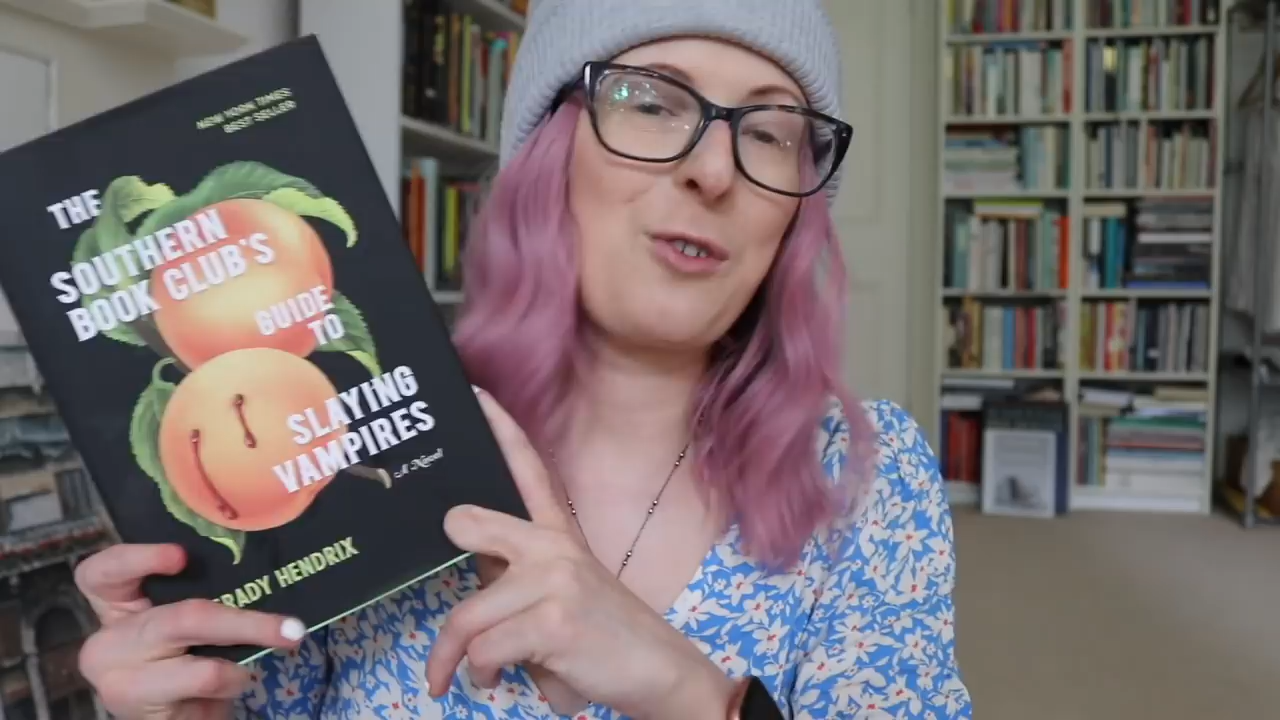 NEW YORK TIMES
BEST SELLER
THE
SOUTHERN
BOOK CLUB'S
GUIDE
TO
SLAYING
VAMPIRES
A Novel
GRADY HENDRIX